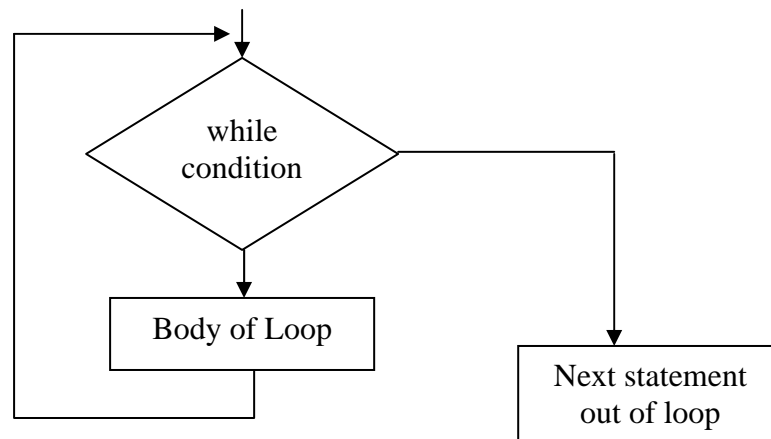 while
condition
Body of Loop
Next statement
out of loop